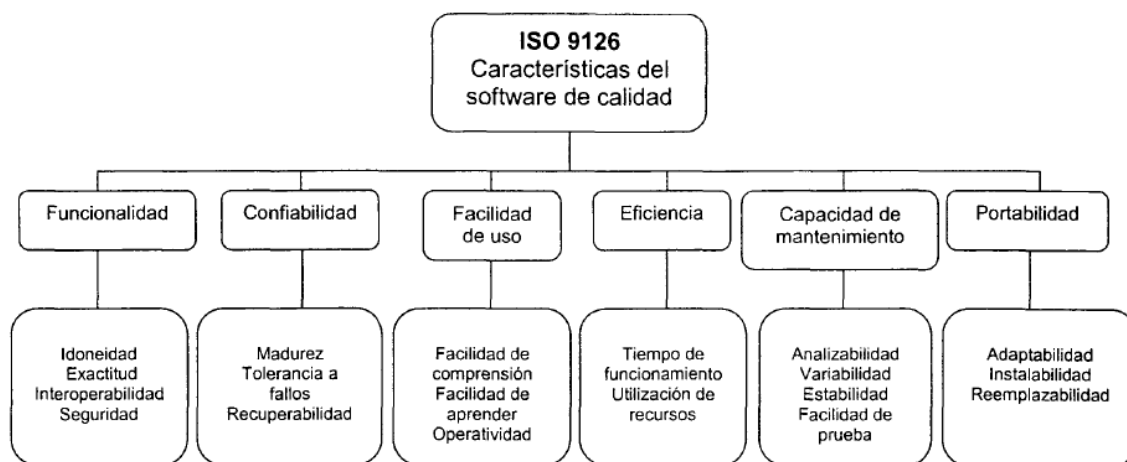 ISO 9126
Características del
software de calidad
Funcionalidad
Confiabilidad
Facilidad
de uso
Eficiencia
Capacidad de
mantenimiento
Portabilidad
Idoneidad
Exactitud
Interoperabilidad
Seguridad
Madurez
Tolerancia a
fallos
Recuperabilidad
Facilidad de
comprensión
Facilidad de
aprender
Operatividad
Tiempo de
funcionamiento
Utilización de
recursos
Analizabilidad
Variabilidad
Estabilidad
Facilidad de
prueba
Adaptabilidad
Instalabilidad
Reemplazabilidad